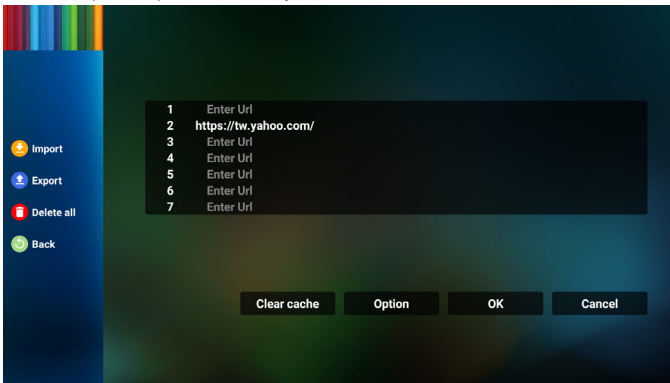 Import
Export
Delete all
Back
1 Enter Url
2 https://tw.yahoo.com/
3 Enter Url
4 Enter Url
5 Enter Url
6 Enter Url
7 Enter Url
Clear cache Option OK Cancel